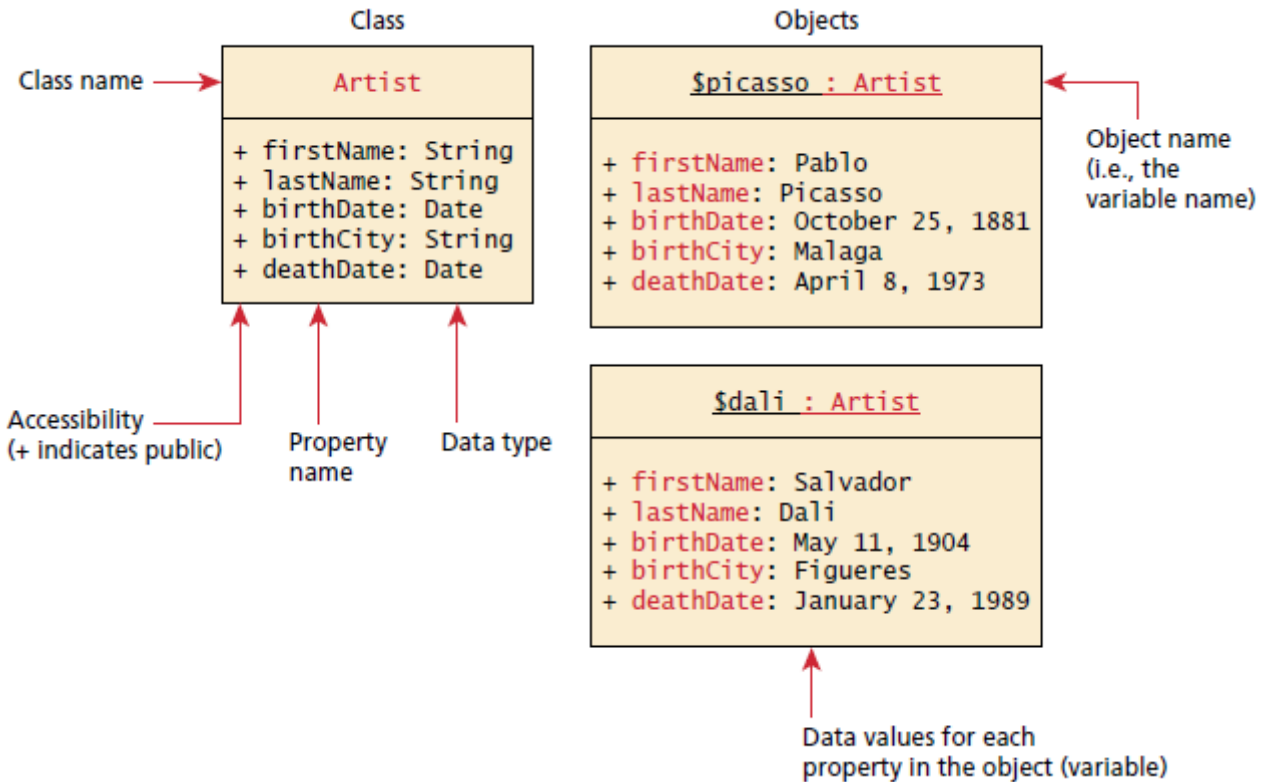 Class
Class name
Artist
+ firstName: String
+ lastName: String
+ birthDate: Date
+ birthCity: String
+ deathDate: Date
Accessibility
(+ indicates public)
Property
name
Data type
Objects
$picasso : Artist
Object name
(i.e., the
variable name)
+ firstName: Pablo
+ lastName: Picasso
+ birthDate: October 25, 1881
+ birthCity: Malaga
+ deathDate: April 8, 1973
$dali : Artist
+ firstName: Salvador
+ lastName: Dali
+ birthDate: May 11, 1904
+ birthCity: Figueres
+ deathDate: January 23, 1989
Data values for each
property in the object (variable)